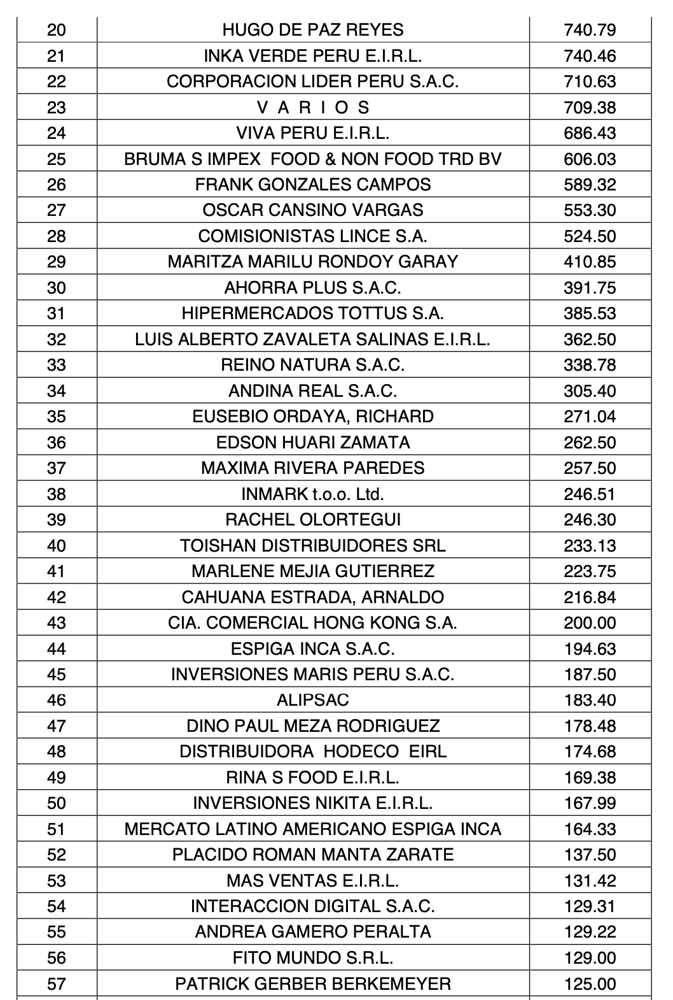 20 HUGO DE PAZ REYES 740.79
21 INKA VERDE PERU E.I.R.L. 740.46
22 CORPORACION LIDER PERU S.A.C. 710.63
23 V A R I O S 709.38
24 VIVA PERU E.I.R.L. 686.43
25 BRUMA S IMPEX  FOOD & NON FOOD TRD BV 606.03
26 FRANK GONZALES CAMPOS 589.32
27 OSCAR CANSINO VARGAS 553.30
28 COMISIONISTAS LINCE S.A. 524.50
29 MARITZA MARILU RONDOY GARAY 410.85
30 AHORRA PLUS S.A.C. 391.75
31 HIPERMERCADOS TOTTUS S.A. 385.53
32 LUIS ALBERTO ZAVALETA SALINAS E.I.R.L. 362.50
33 REINO NATURA S.A.C. 338.78
34 ANDINA REAL S.A.C. 305.40
35 EUSEBIO ORDAYA, RICHARD 271.04
36 EDSON HUARI ZAMATA 262.50
37 MAXIMA RIVERA PAREDES 257.50
38 INMARK t.o.o. Ltd. 246.51
39 RACHEL OLORTEGUI 246.30
40 TOISHAN DISTRIBUIDORES SRL 233.13
41 MARLENE MEJIA GUTIERREZ 223.75
42 CAHUANA ESTRADA, ARNALDO 216.84
43 CIA. COMERCIAL HONG KONG S.A. 200.00
44 ESPIGA INCA S.A.C. 194.63
45 INVERSIONES MARIS PERU S.A.C. 187.50
46 ALIPSAC 183.40
47 DINO PAUL MEZA RODRIGUEZ 178.48
48 DISTRIBUIDORA  HODECO  EIRL 174.68
49 RINA S FOOD E.I.R.L. 169.38
50 INVERSIONES NIKITA E.I.R.L. 167.99
51 MERCATO LATINO AMERICANO ESPIGA INCA 164.33
52 PLACIDO ROMAN MANTA ZARATE 137.50
53 MAS VENTAS E.I.R.L. 131.42
54 INTERACCION DIGITAL S.A.C. 129.31
55 ANDREA GAMERO PERALTA 129.22
56 FITO MUNDO S.R.L. 129.00
57 PATRICK GERBER BERKEMEYER 125.00